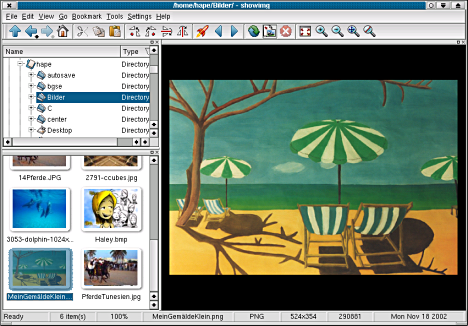 /home/hape/Bilder/ - showimg
File Edit View Go Bookmark Tools Settings Help
Name Type
hape Directory
autosave Directory
bgse Directory
Bilder Directory
C Directory
center Directory
Desktop Directory
14Pferde.JPG 2791-ccubes.jpg
3053-dolphin-1024x... Haley.bmp
MeinGemäldeKlein... PferdeTunesien.jpg
Ready 6 item(s) 100% MeinGemäldeKlein.png PNG 524x354 290881 Mon Nov 18 2002